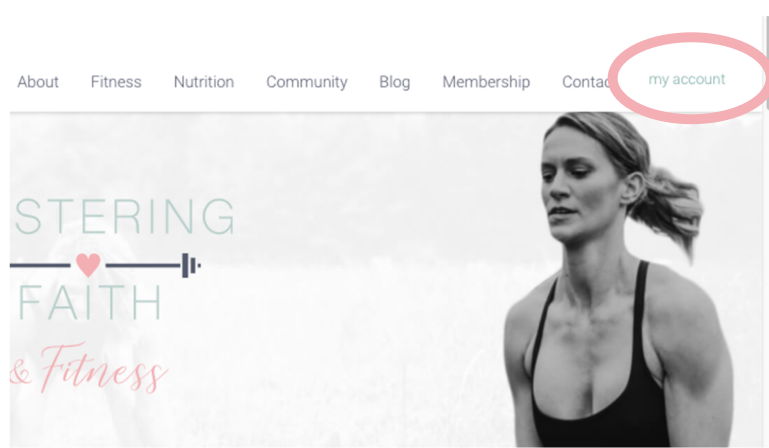 About Fitness Nutrition Community Blog Membership Contac my account
STERING
FAITH
& Fitness